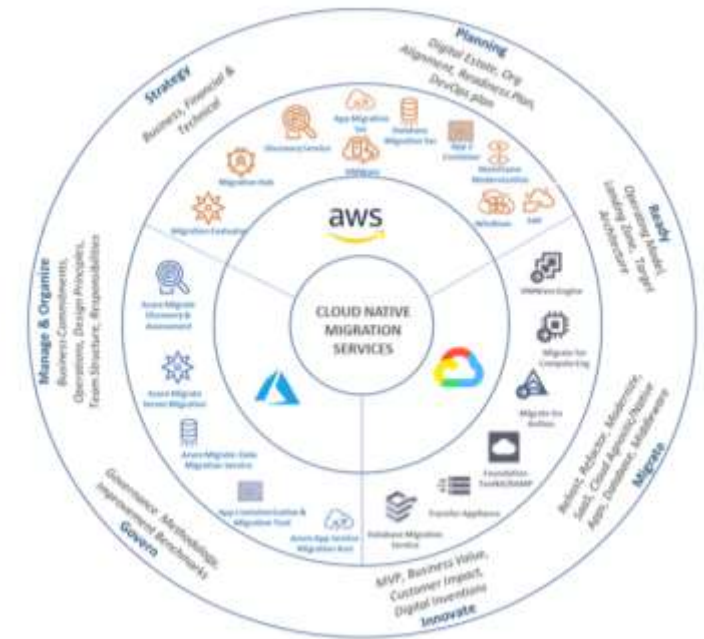 Planning
Digital Estate, Org
Alignment, Readiness Plan,
DevOps plan
Strategy
Business, Financial &
Technical
App Migration
Svc
Database
Migration Svc
Discovery Service
VMWare
App 2
Container
Mainframe
Modernization
Migration Hub
Migration Evaluator
Windows
SAP
aws
Ready
Operating Model,
Landing Zone, Target
Architecture
Manage & Organize
Business Commitments,
Operations, Design Principles,
Team Structure, Responsibilities
CLOUD NATIVE
MIGRATION
SERVICES
Azure Migrate
Discovery &
Assessment
Azure Migrate
Server Migration
Azure Migrate Data
Migration Service
App Containerization &
Migration Tool
Azure App Service
Migration Asst
VMWare Engine
Migrate for
Compute Eng
Migrate for
Anthos
Foundation
Transfer Appliance
Database Migration
Service
Rehost, Refactor, Modernize,
SaaS, Cloud Agnostic/Native
Apps, Database, Middleware
Migrate
Governance Methodology,
Improvement Benchmarks
Govern
MVP, Business Value,
Customer Impact,
Digital Inventions
Innovate